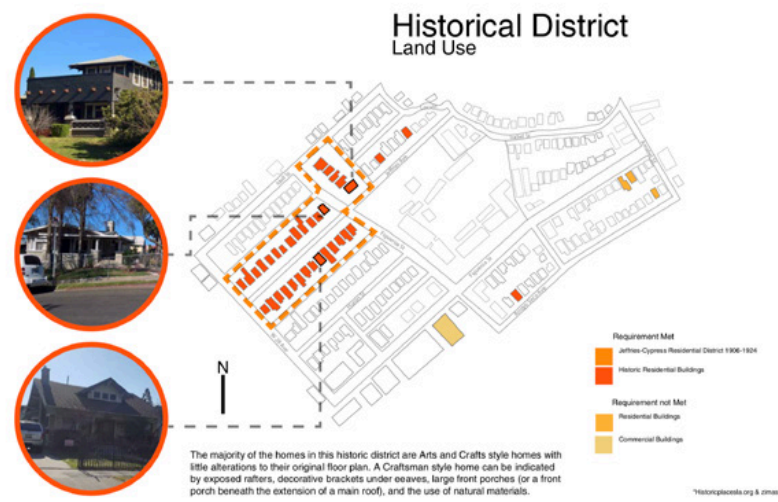 Historical District
Land Use
N
Requirement Met
Jeffries-Cypress Residential District 1906-1924
Historic Residential Buildings
Requirement not Met
Residential Buildings
Commercial Buildings
The majority of the homes in this historic district are Arts and Crafts style homes with
little alterations to their original floor plan. A Craftsman style home can be indicated
by exposed rafters, decorative brackets under eeaves, large front porches (or a front
porch beneath the extension of a main roof), and the use of natural materials.